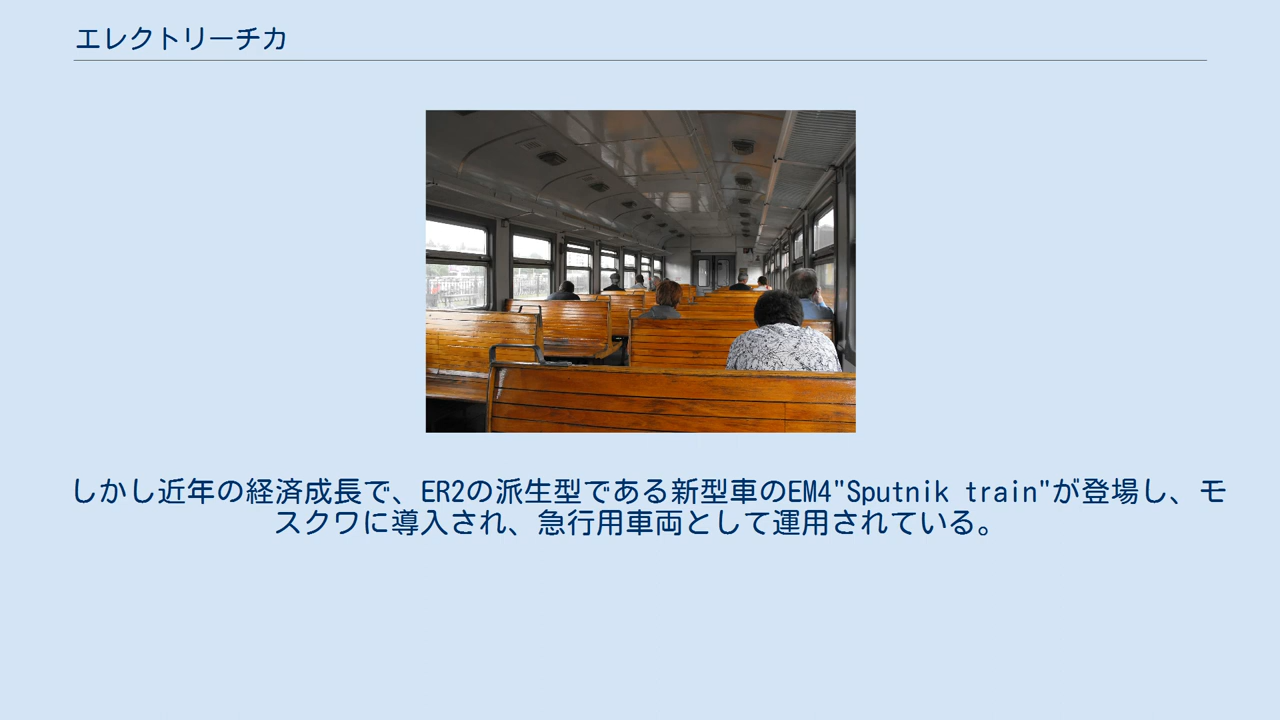 エレクトリーチカ
しかし近年の経済成長で、ER2の派生型である新型車のEM4"Sputnik train"が登場し、モ
スクワに導入され、急行用車両として運用されている。